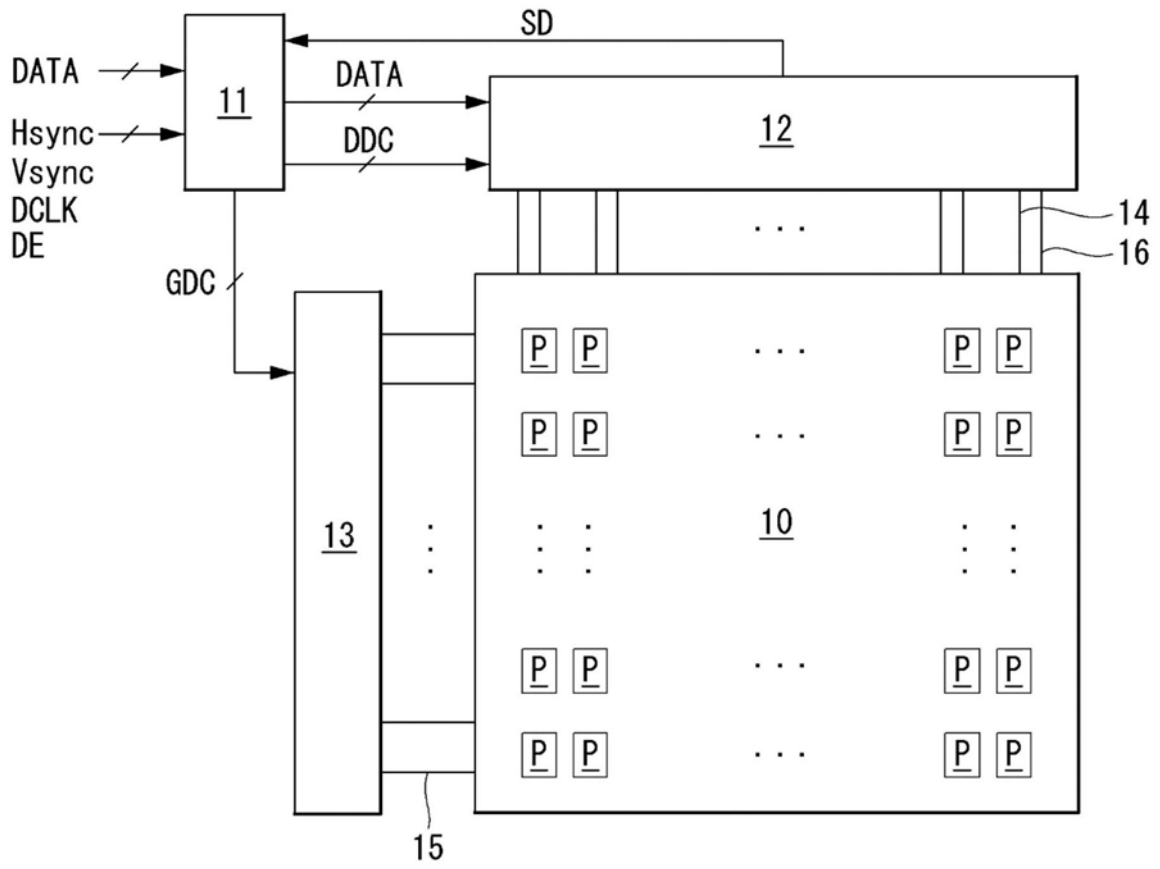 SD
DATA
DATA
11
12
Hsync
DDC
Vsync
DCLK
DE
14
16
GDC
P P ... P P
P P ... P P
10
13
P P ... P P
P P ... P P
15